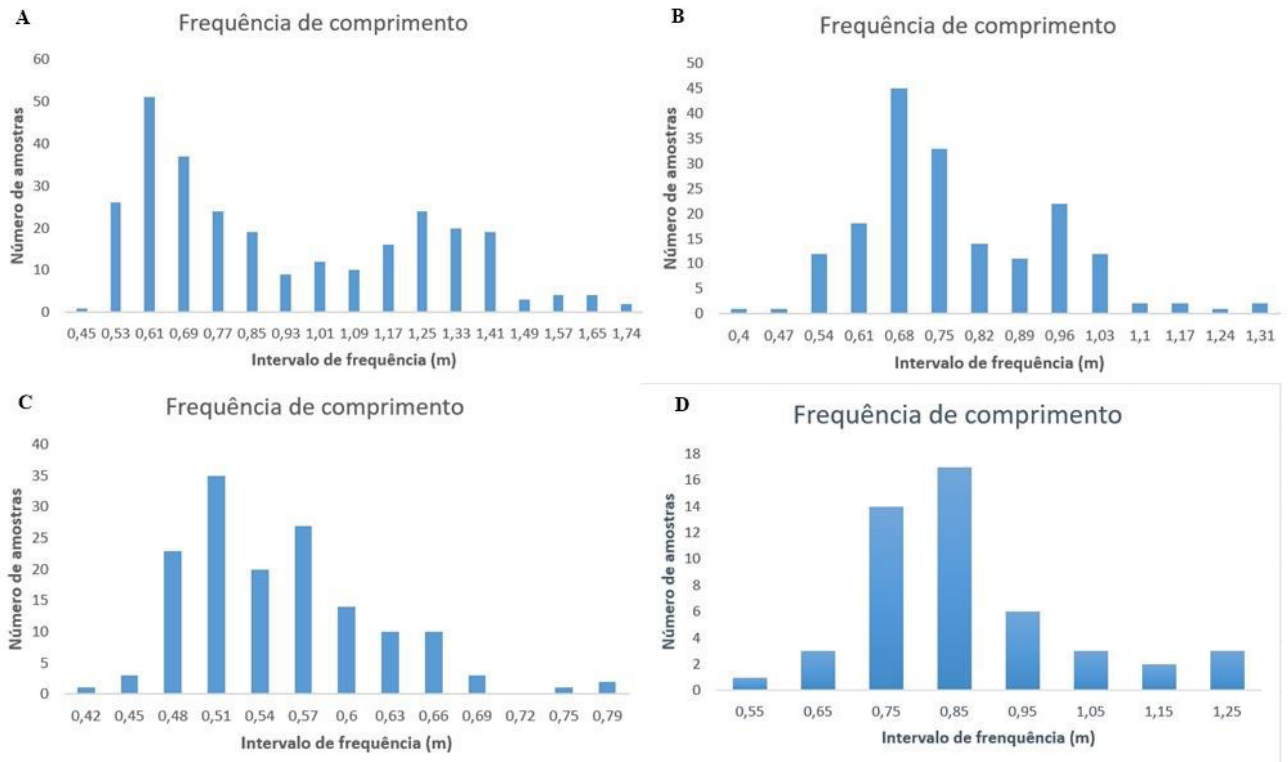 A
Frequência de comprimento
60
50
40
30
20
10
0
Número de amostras
0,45 0,53 0,61 0,69 0,77 0,85 0,93 1,01 1,09 1,17 1,25 1,33 1,41 1,49 1,57 1,65 1,74
Intervalo de frequência (m)
B
Frequência de comprimento
50
45
40
35
30
25
20
15
10
5
0
Número de amostras
0,4 0,47 0,54 0,61 0,68 0,75 0,82 0,89 0,96 1,03 1,1 1,17 1,24 1,31
Intervalo de frequência (m)
C
Frequência de comprimento
40
35
30
25
20
15
10
5
0
Número de amostras
0,42 0,45 0,48 0,51 0,54 0,57 0,6 0,63 0,66 0,69 0,72 0,75 0,79
Intervalo de frequência (m)
D
Frequência de comprimento
18
16
14
12
10
8
6
4
2
0
Número de amostras
0,55 0,65 0,75 0,85 0,95 1,05 1,15 1,25
Intervalo de frenquência (m)